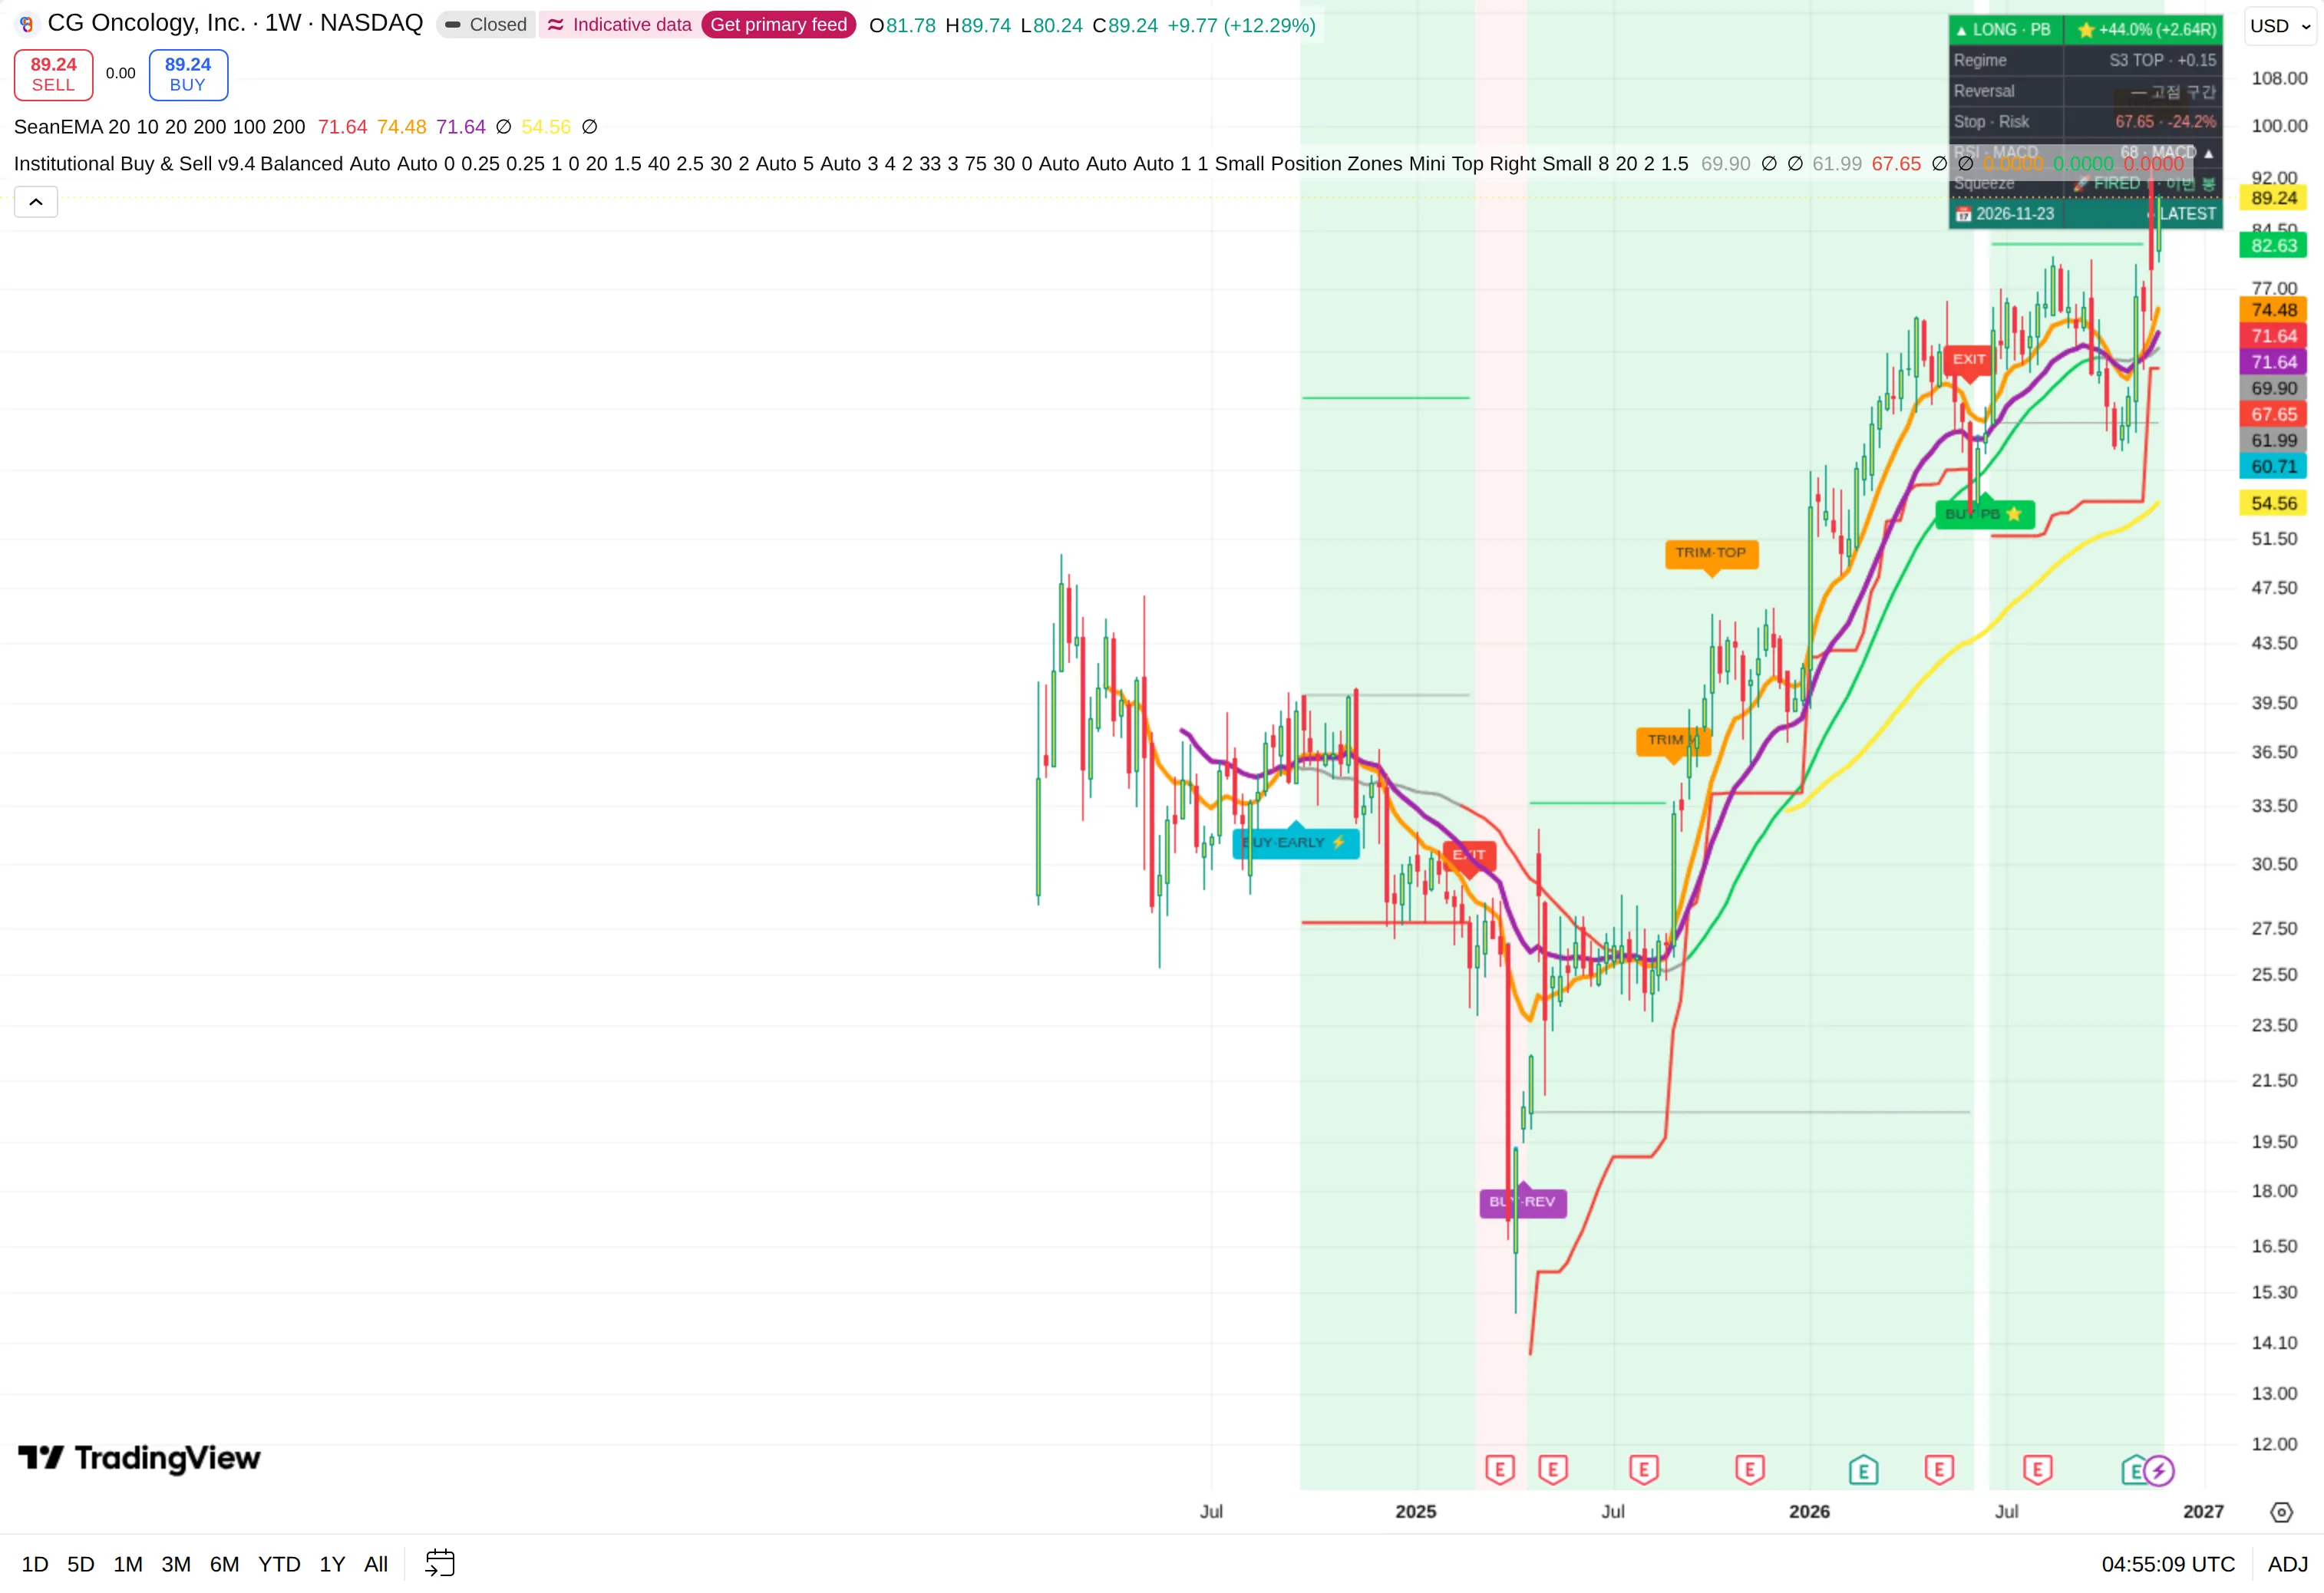 CG Oncology, Inc. · 1W · NASDAQ Closed Indicative data Get primary feed O81.78 H89.74 L80.24 C89.24 +9.77 (+12.29%)
89.24 SELL
0.00
89.24 BUY
SeanEMA 20 10 20 200 100 200 71.64 74.48 71.64 ∅ 54.56 ∅
Institutional Buy & Sell v9.4 Balanced Auto Auto 0 0.25 0.25 1 0 20 1.5 40 2.5 30 2 Auto 5 Auto 3 4 2 33 3 75 30 0 Auto Auto Auto 1 1 Small Position Zones Mini Top Right Small 8 20 2 1.5 69.90 ∅ ∅ 61.99 67.65 ∅ ∅ 0.0000 0.0000 0.0000
▲ LONG · PB ⭐ +44.0% (+2.64R)
Regime S3 TOP · +0.15
Reversal — 고점 구간
Stop · Risk 67.65 · -24.2%
RSI · MACD 68 · MACD ▲
Squeeze 🚀 FIRED · 이번 봉
📅 2026-11-23 LATEST
USD
108.00
100.00
92.00
89.24
84.50
82.63
77.00
74.48
71.64
71.64
69.90
67.65
61.99
60.71
54.56
51.50
47.50
43.50
39.50
36.50
33.50
30.50
27.50
25.50
23.50
21.50
19.50
18.00
16.50
15.30
14.10
13.00
12.00
EXIT
BUY-PB ⭐
TRIM-TOP
TRIM
BUY-EARLY ⚡
EXIT
BUY-REV
TradingView
E E E E E E E E
Jul 2025 Jul 2026 Jul 2027
1D 5D 1M 3M 6M YTD 1Y All
04:55:09 UTC ADJ